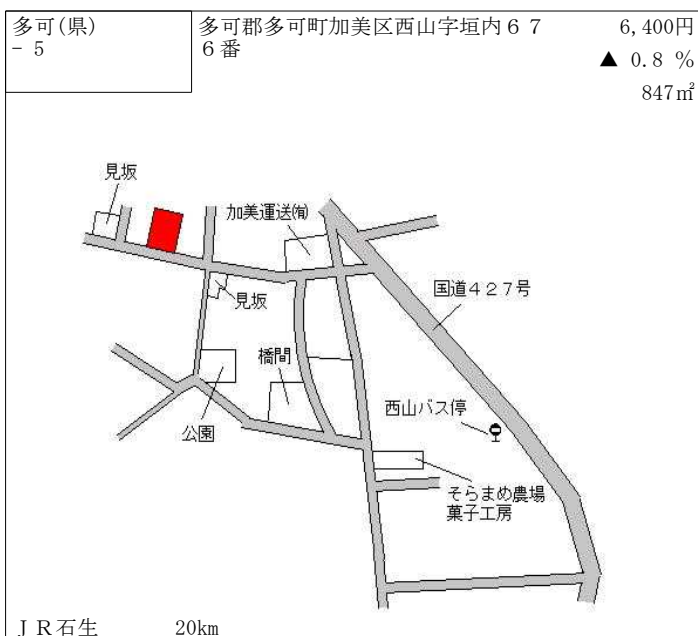 多可(県)
- 5
多可郡多可町加美区西山字垣内６７
６番
6,400円
▲ 0.8 %
847㎡
見坂
加美運送㈲
国道４２７号
見坂
橋間
西山バス停
公園
そらまめ農場
菓子工房
ＪＲ石生 20km